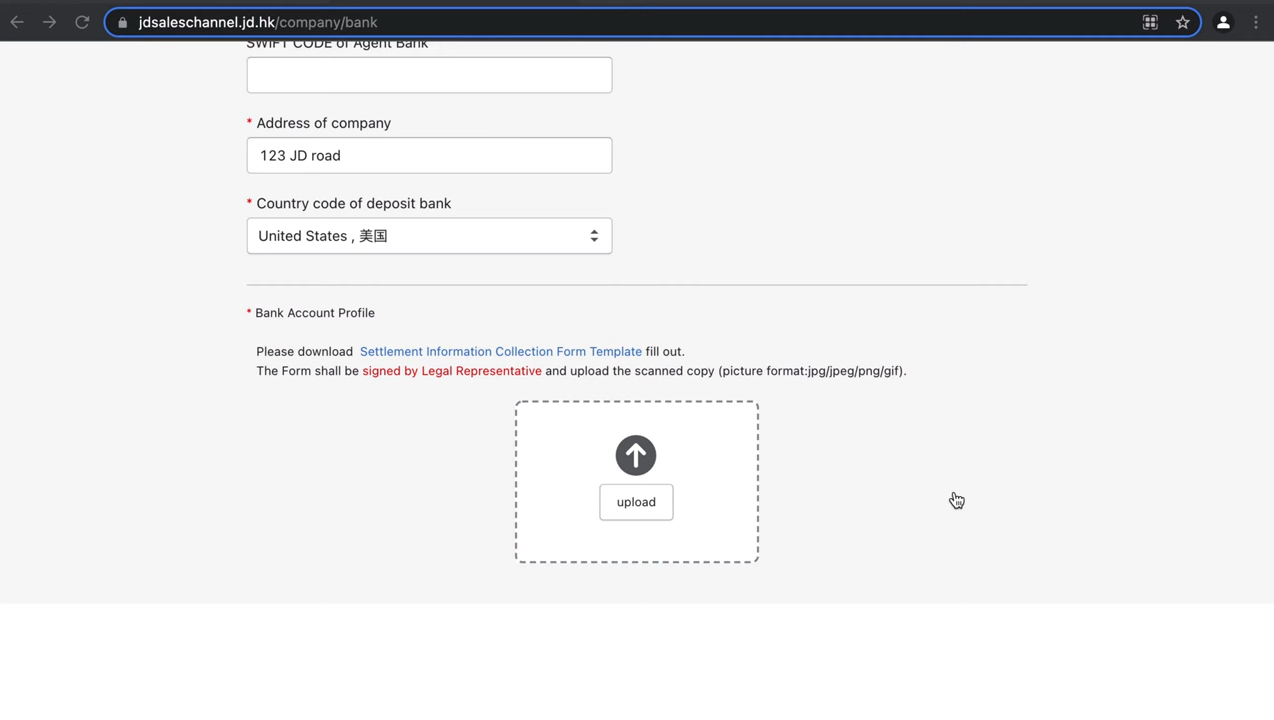 jdsaleschannel.jd.hk/company/bank
SWIFT CODE of Agent Bank
* Address of company
123 JD road
* Country code of deposit bank
United States , 美国
* Bank Account Profile
Please download Settlement Information Collection Form Template fill out.
The Form shall be signed by Legal Representative and upload the scanned copy (picture format:jpg/jpeg/png/gif).
upload